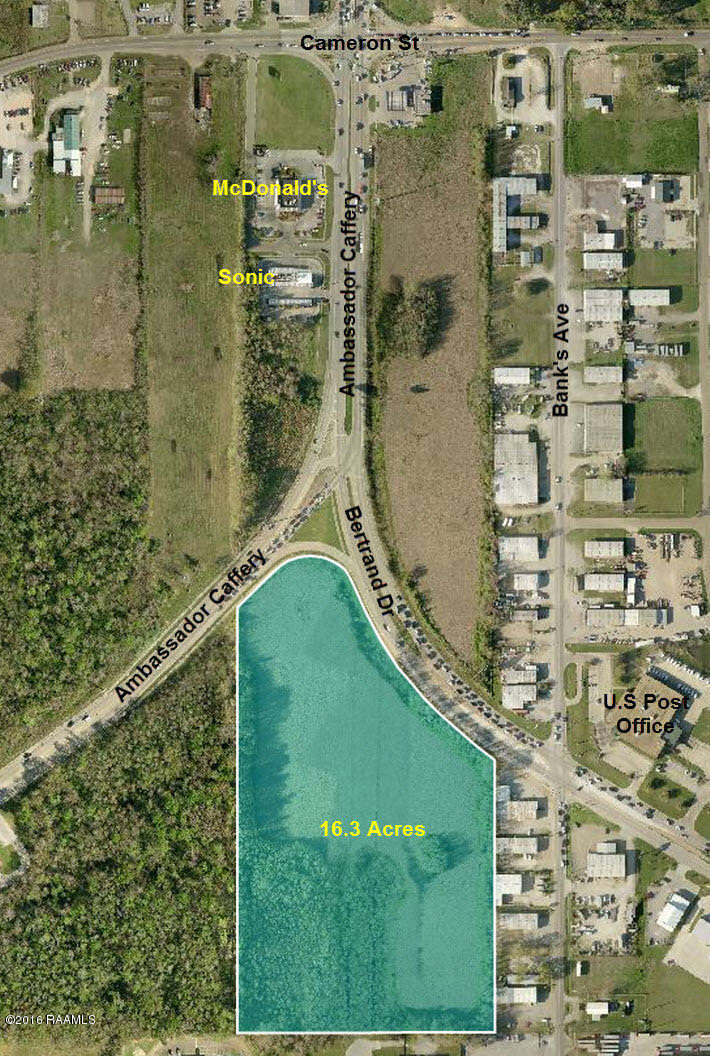 Cameron St
McDonald's
Ambassador Caffery
Sonic
Bank's Ave
Bertrand Dr
Ambassador Caffery
U.S Post
Office
16.3 Acres
©2016 RAAMLS